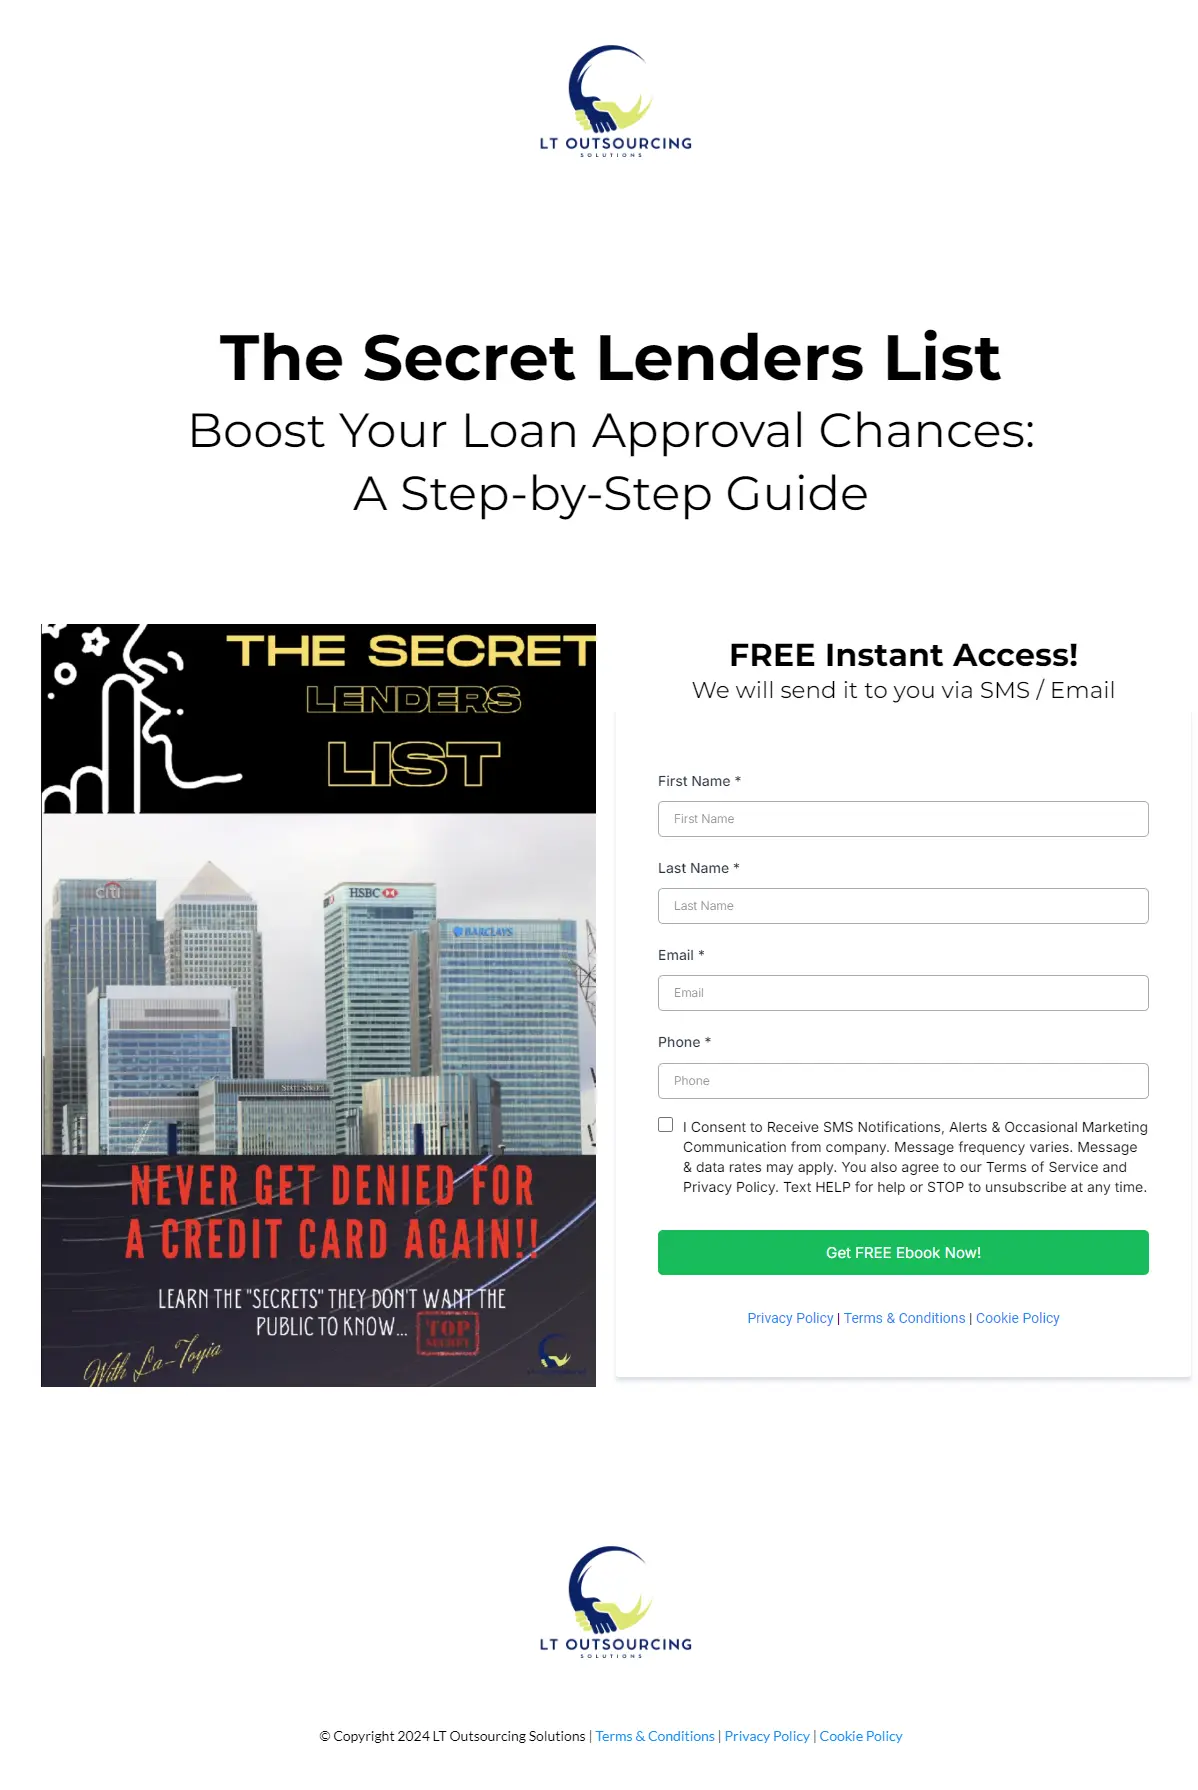 LT OUTSOURCING
SOLUTIONS
The Secret Lenders List
Boost Your Loan Approval Chances:
A Step-by-Step Guide
THE SECRET
LENDERS
LIST
citi
HSBC
BARCLAYS
STATE STREET
NEVER GET DENIED FOR
A CREDIT CARD AGAIN!!
LEARN THE "SECRETS" THEY DON'T WANT THE
PUBLIC TO KNOW...
TOP
SECRET
With La-Toyia
FREE Instant Access!
We will send it to you via SMS / Email
First Name *
First Name
Last Name *
Last Name
Email *
Email
Phone *
Phone
I Consent to Receive SMS Notifications, Alerts & Occasional Marketing
Communication from company. Message frequency varies. Message
& data rates may apply. You also agree to our Terms of Service and
Privacy Policy. Text HELP for help or STOP to unsubscribe at any time.
Get FREE Ebook Now!
Privacy Policy | Terms & Conditions | Cookie Policy
LT OUTSOURCING
SOLUTIONS
© Copyright 2024 LT Outsourcing Solutions | Terms & Conditions | Privacy Policy | Cookie Policy